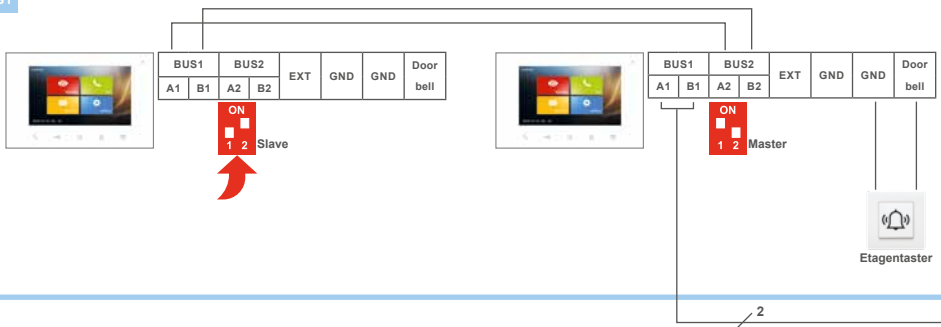 BUS1 BUS2 EXT GND GND Door bell
A1 B1 A2 B2
ON
1 2 Slave
BUS1 BUS2 EXT GND GND Door bell
A1 B1 A2 B2
ON
1 2 Master
Etagentaster
2